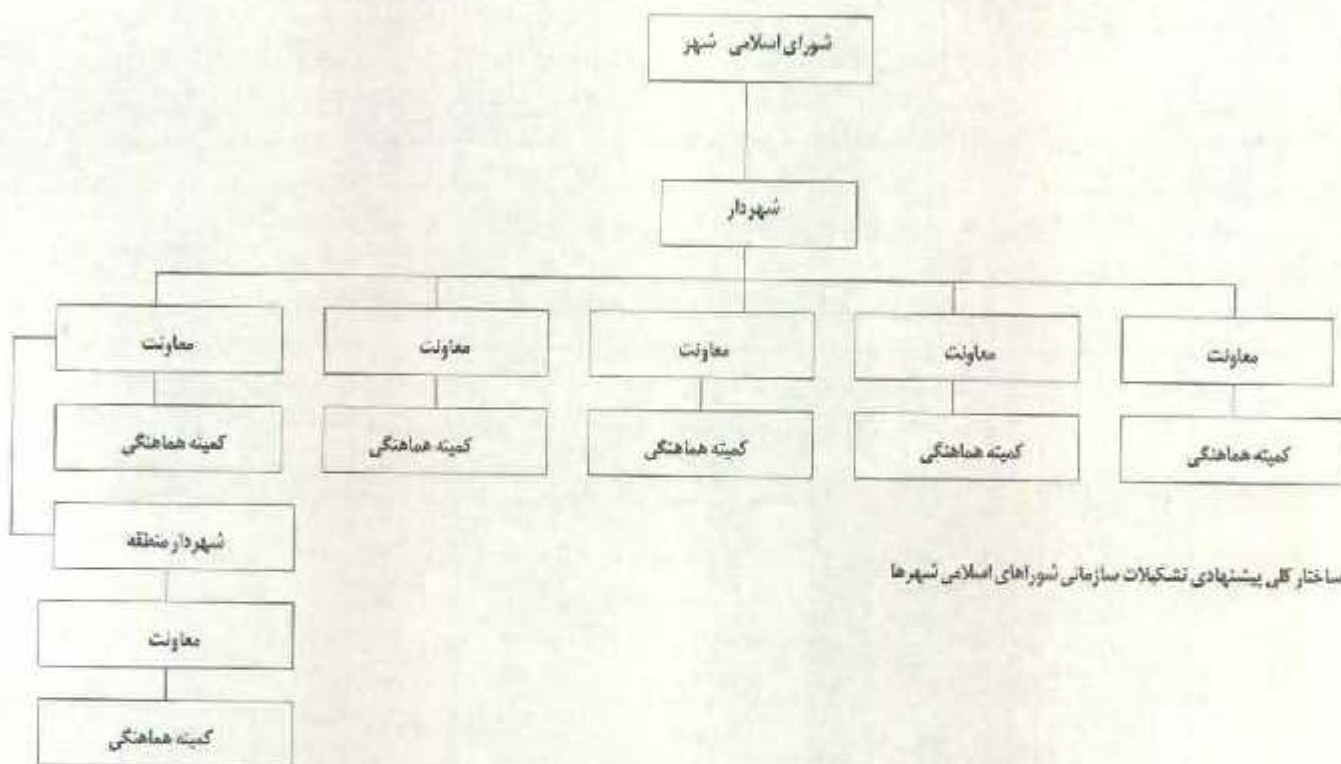 شورای اسلامی شهر
شهردار
معاونت
معاونت
معاونت
معاونت
معاونت
کمیته هماهنگی
کمیته هماهنگی
کمیته هماهنگی
کمیته هماهنگی
کمیته هماهنگی
شهردار منطقه
ساختار کلی پیشنهادی تشکیلات سازمانی شوراهای اسلامی شهرها
معاونت
کمیته هماهنگی